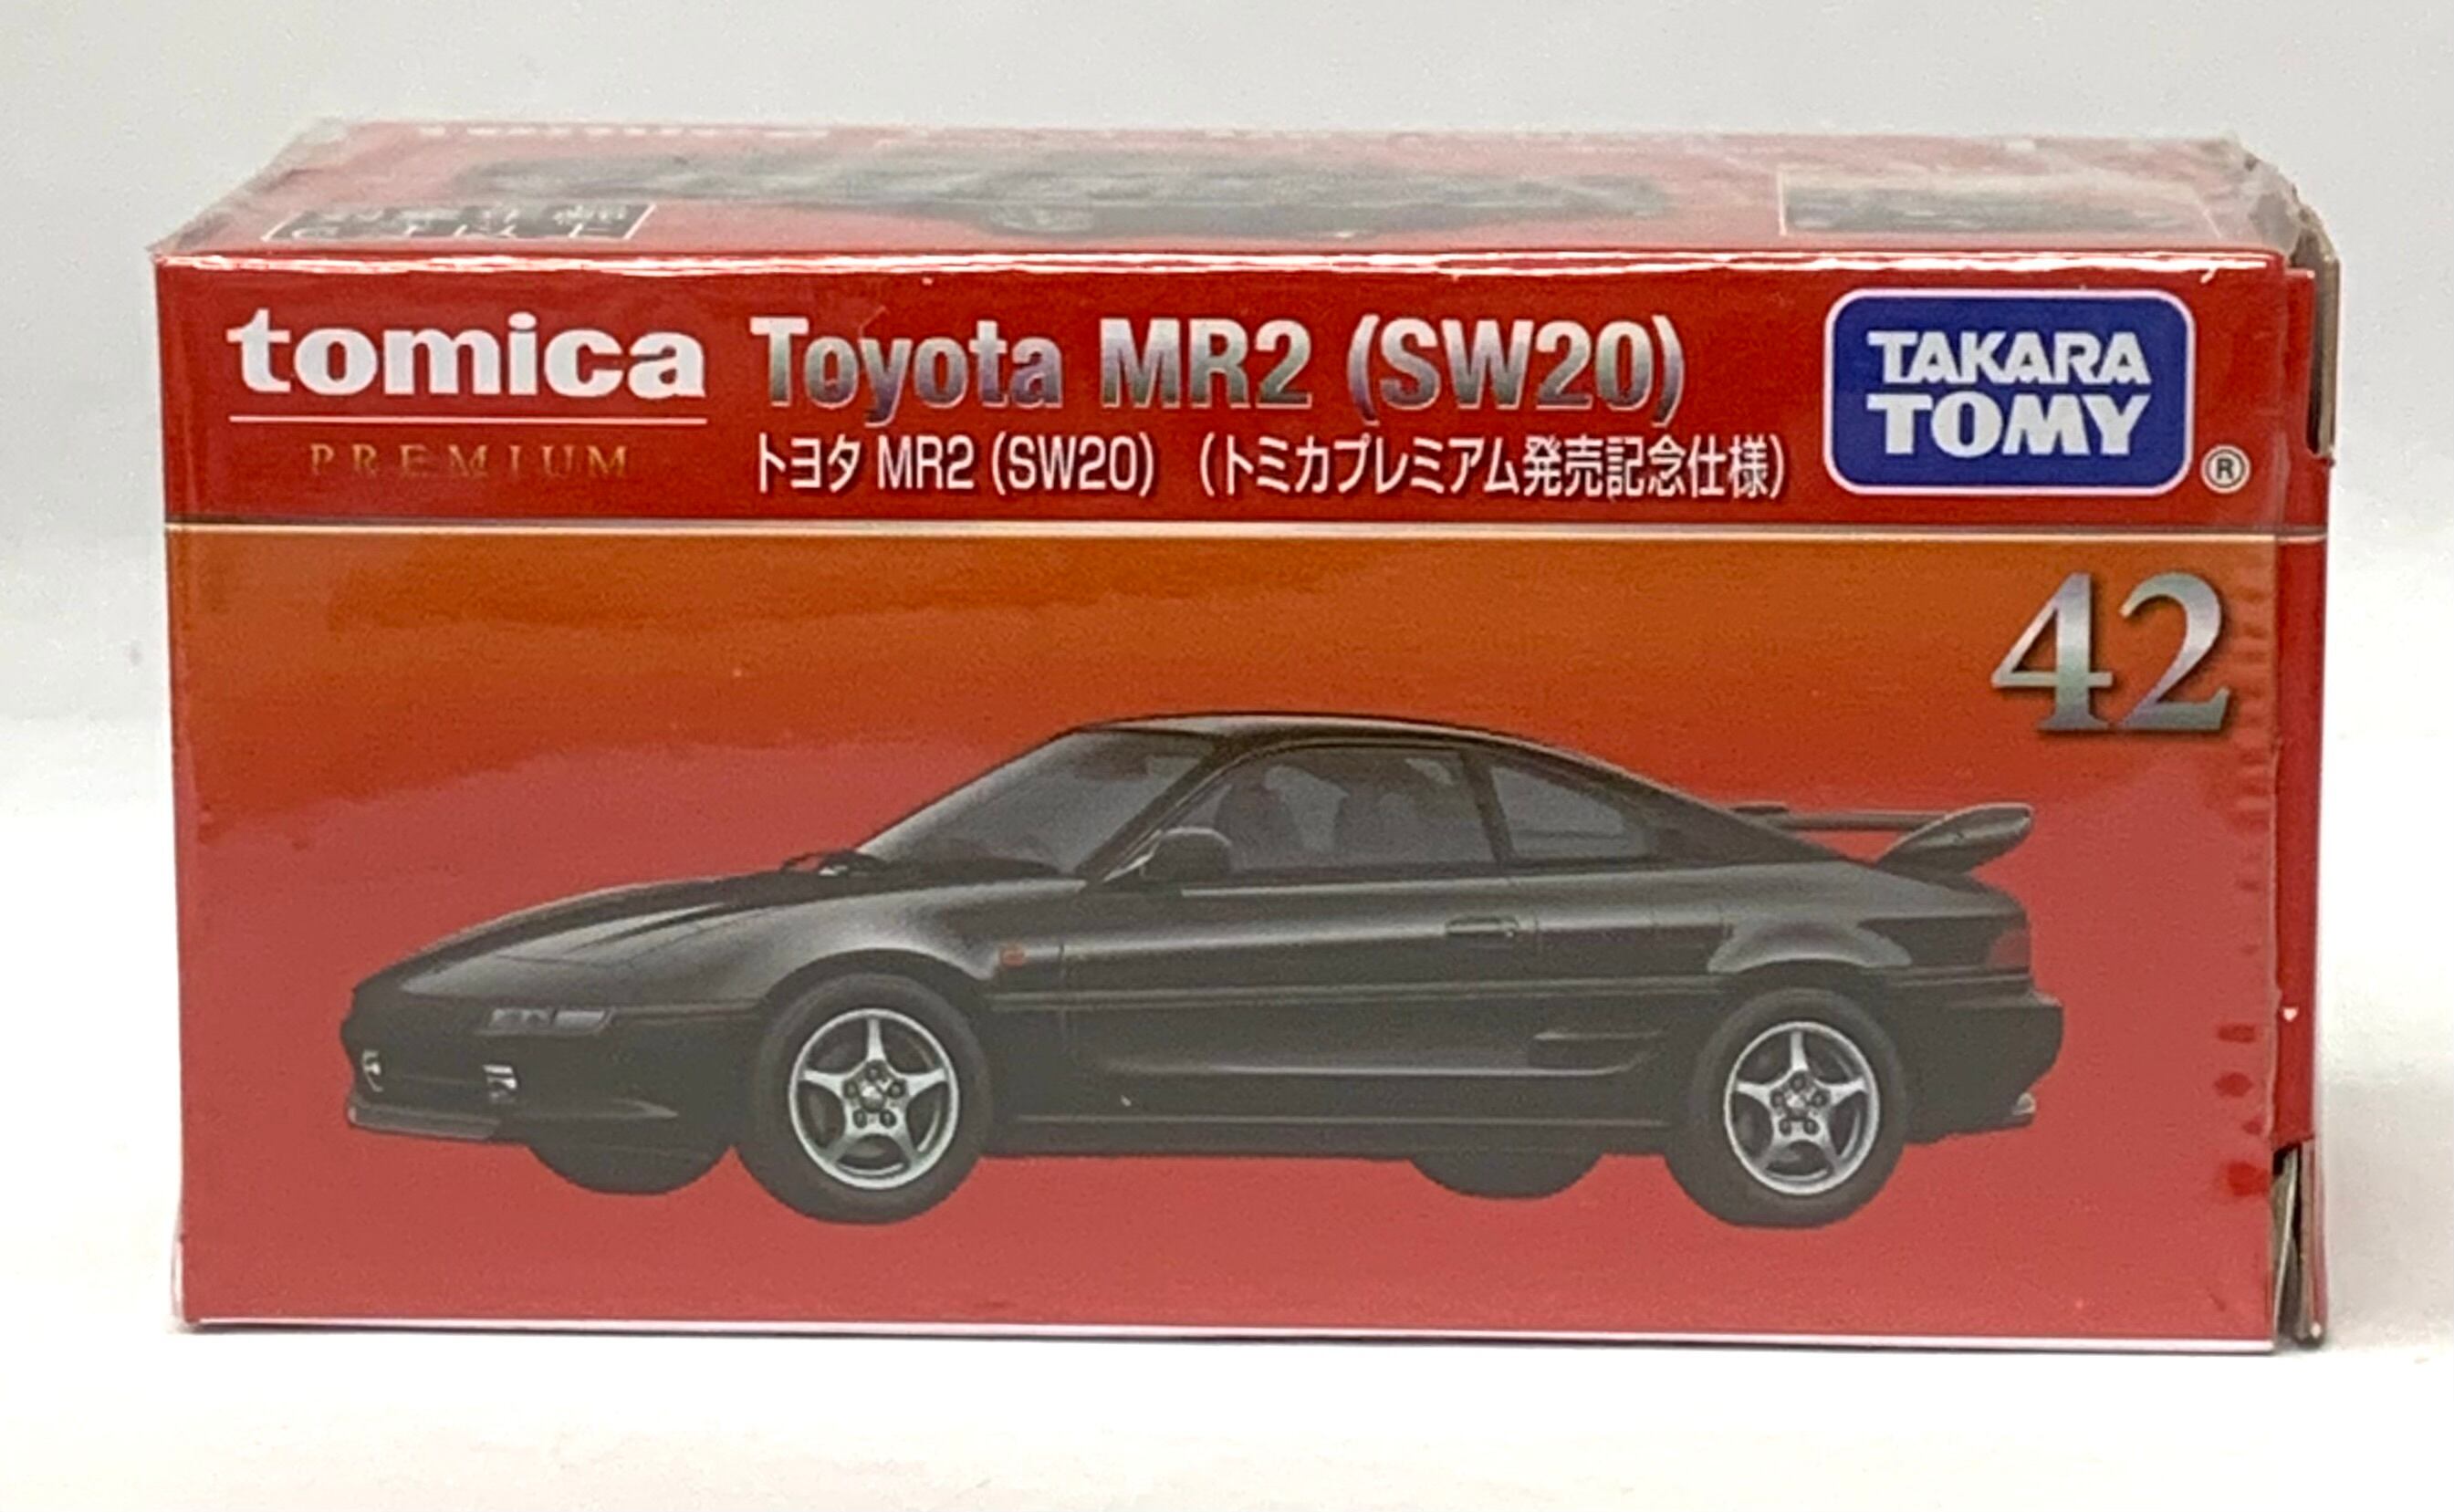 tomica
PREMIUM
Toyota MR2 (SW20)
トヨタ MR2 (SW20) (トミカプレミアム発売記念仕様)
TAKARA
TOMY
®
42